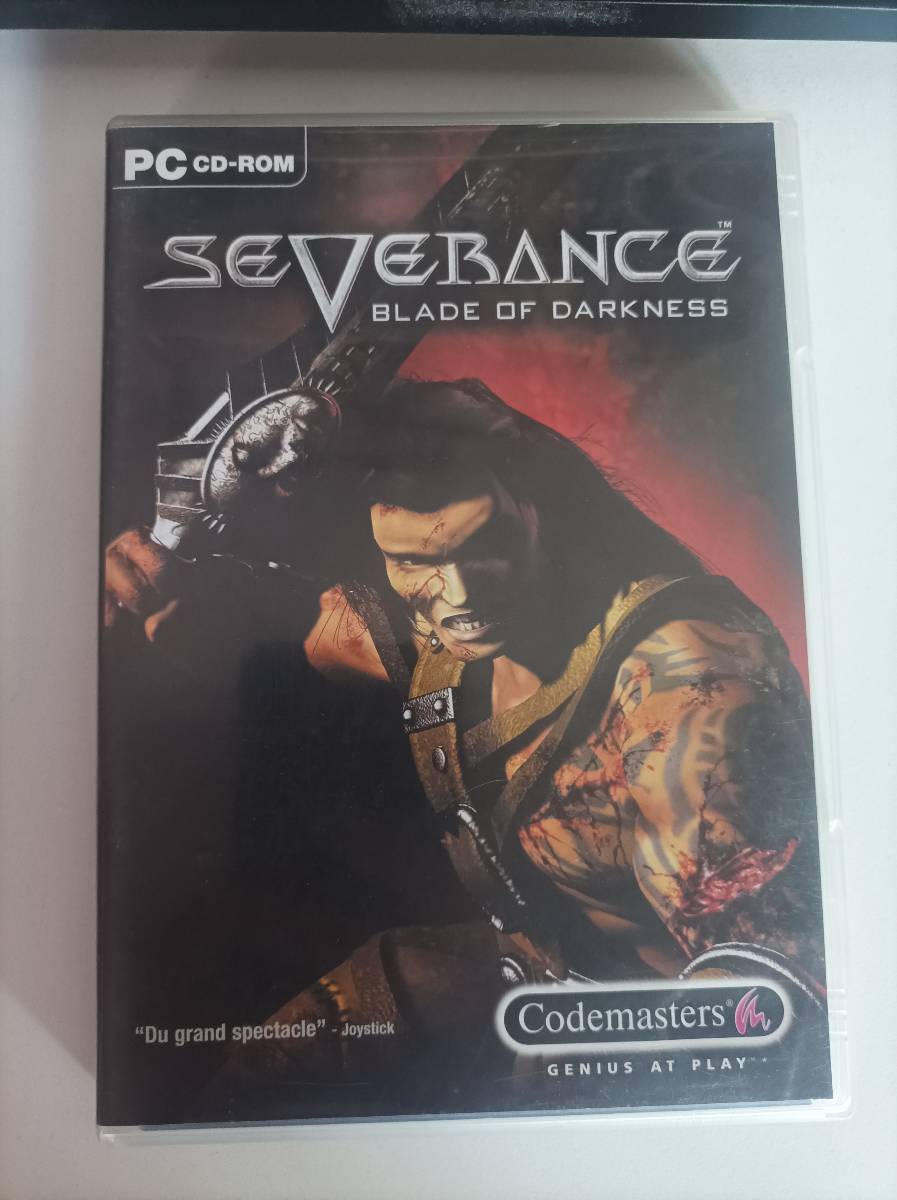 PC CD-ROM
SEVERANCE™
BLADE OF DARKNESS
"Du grand spectacle" - Joystick
Codemasters®
GENIUS AT PLAY™*